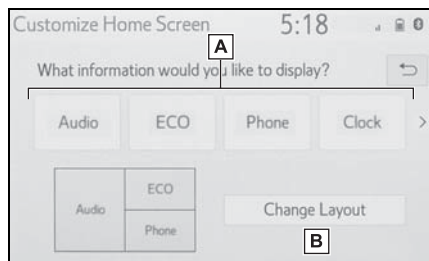 Customize Home Screen 5:18
A
What information would you like to display?
Audio ECO Phone Clock >
Audio ECO
Phone
Change Layout
B